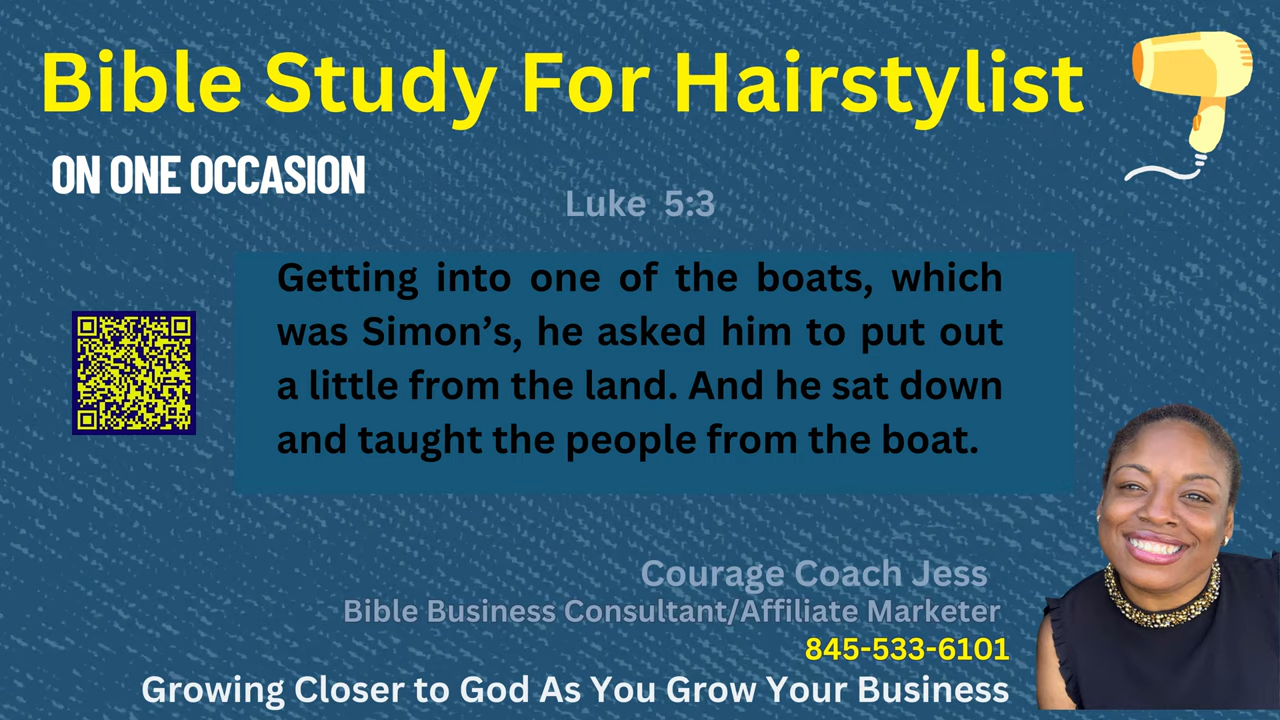 Bible Study For Hairstylist
ON ONE OCCASION
Luke 5:3
Getting into one of the boats, which
was Simon’s, he asked him to put out
a little from the land. And he sat down
and taught the people from the boat.
Courage Coach Jess
Bible Business Consultant/Affiliate Marketer
845-533-6101
Growing Closer to God As You Grow Your Business